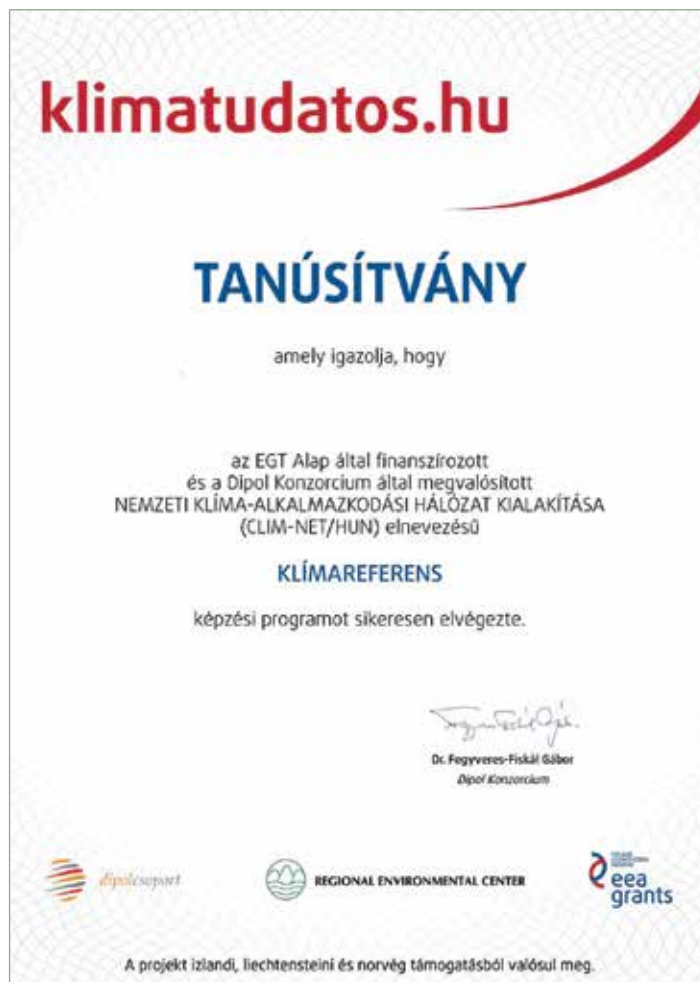 klimatudatos.hu
TANÚSÍTVÁNY
amely igazolja, hogy
az EGT Alap által finanszírozott
és a Dipol Konzorcium által megvalósított
NEMZETI KLÍMA-ALKALMAZKODÁSI HÁLÓZAT KIALAKÍTÁSA
(CLIM-NET/HUN) elnevezésű
KLÍMAREFERENS
képzési programot sikeresen elvégezte.
Dr. Fegyveres-Fiskál Gábor
Dipol Konzorcium
dipolcsoport
REGIONAL ENVIRONMENTAL CENTER
eea
grants
A projekt izlandi, liechtensteini és norvég támogatásból valósul meg.